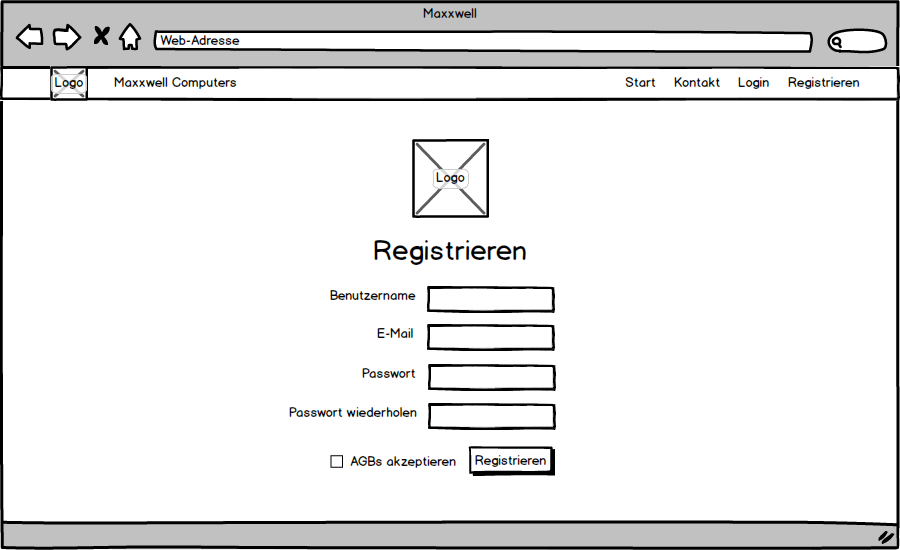 Maxxwell
Web-Adresse
Logo Maxxwell Computers Start Kontakt Login Registrieren
Logo
Registrieren
Benutzername
E-Mail
Passwort
Passwort wiederholen
AGBs akzeptieren Registrieren